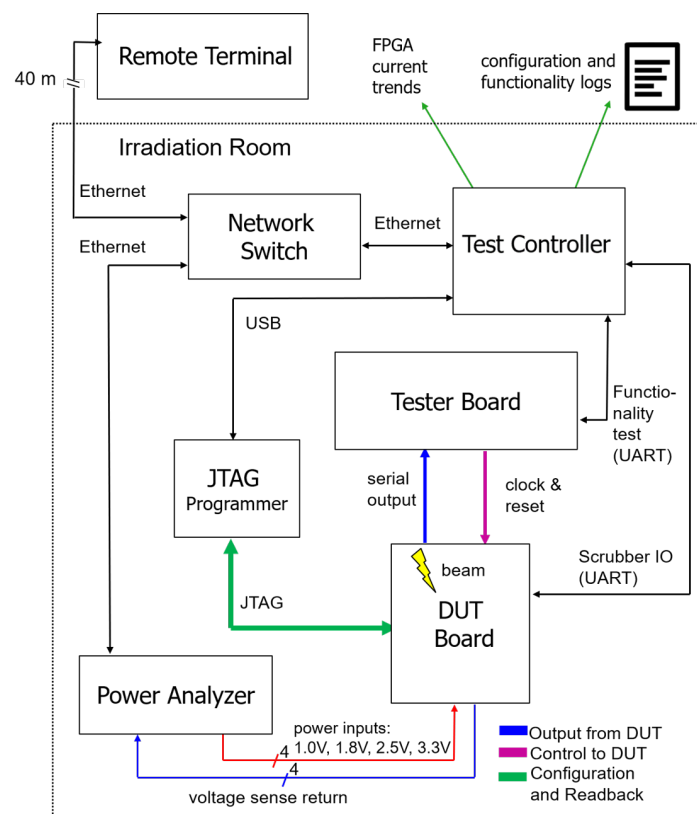 Remote Terminal
40 m
FPGA
current
trends
configuration and
functionality logs
Irradiation Room
Ethernet
Ethernet
Network
Switch
Ethernet
Test Controller
USB
Tester Board
Functio-
nality
test
(UART)
JTAG
Programmer
serial
output
clock &
reset
beam
DUT
Board
Scrubber IO
(UART)
JTAG
Power Analyzer
power inputs:
1.0V, 1.8V, 2.5V, 3.3V
4
4
voltage sense return
Output from DUT
Control to DUT
Configuration
and Readback